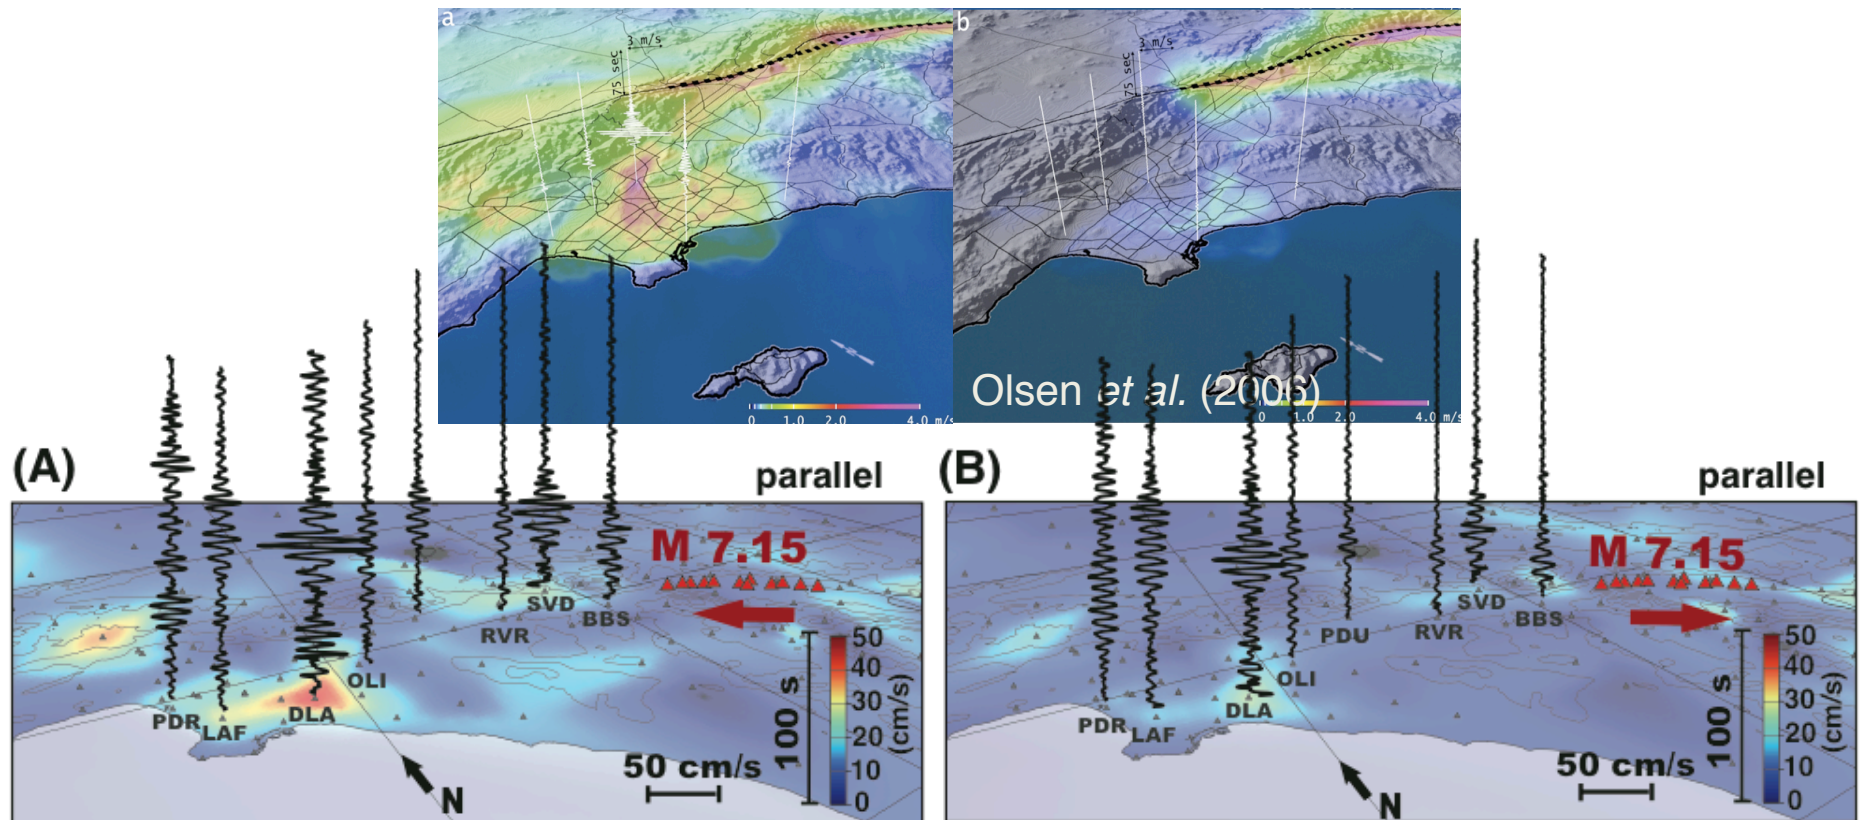 a
3 m/s
75 sec
0 1.0 2.0 4.0 m/s
b
3 m/s
75 sec
Olsen et al. (2006)
0 1.0 2.0 4.0 m/s
(A)
parallel
M 7.15
SVD
BBS
RVR
OLI
PDR
LAF
DLA
50 cm/s
100 s
50
40
30
20
10
0
(cm/s)
N
(B)
parallel
M 7.15
SVD
BBS
PDU
RVR
OLI
PDR
LAF
DLA
50 cm/s
100 s
50
40
30
20
10
0
(cm/s)
N